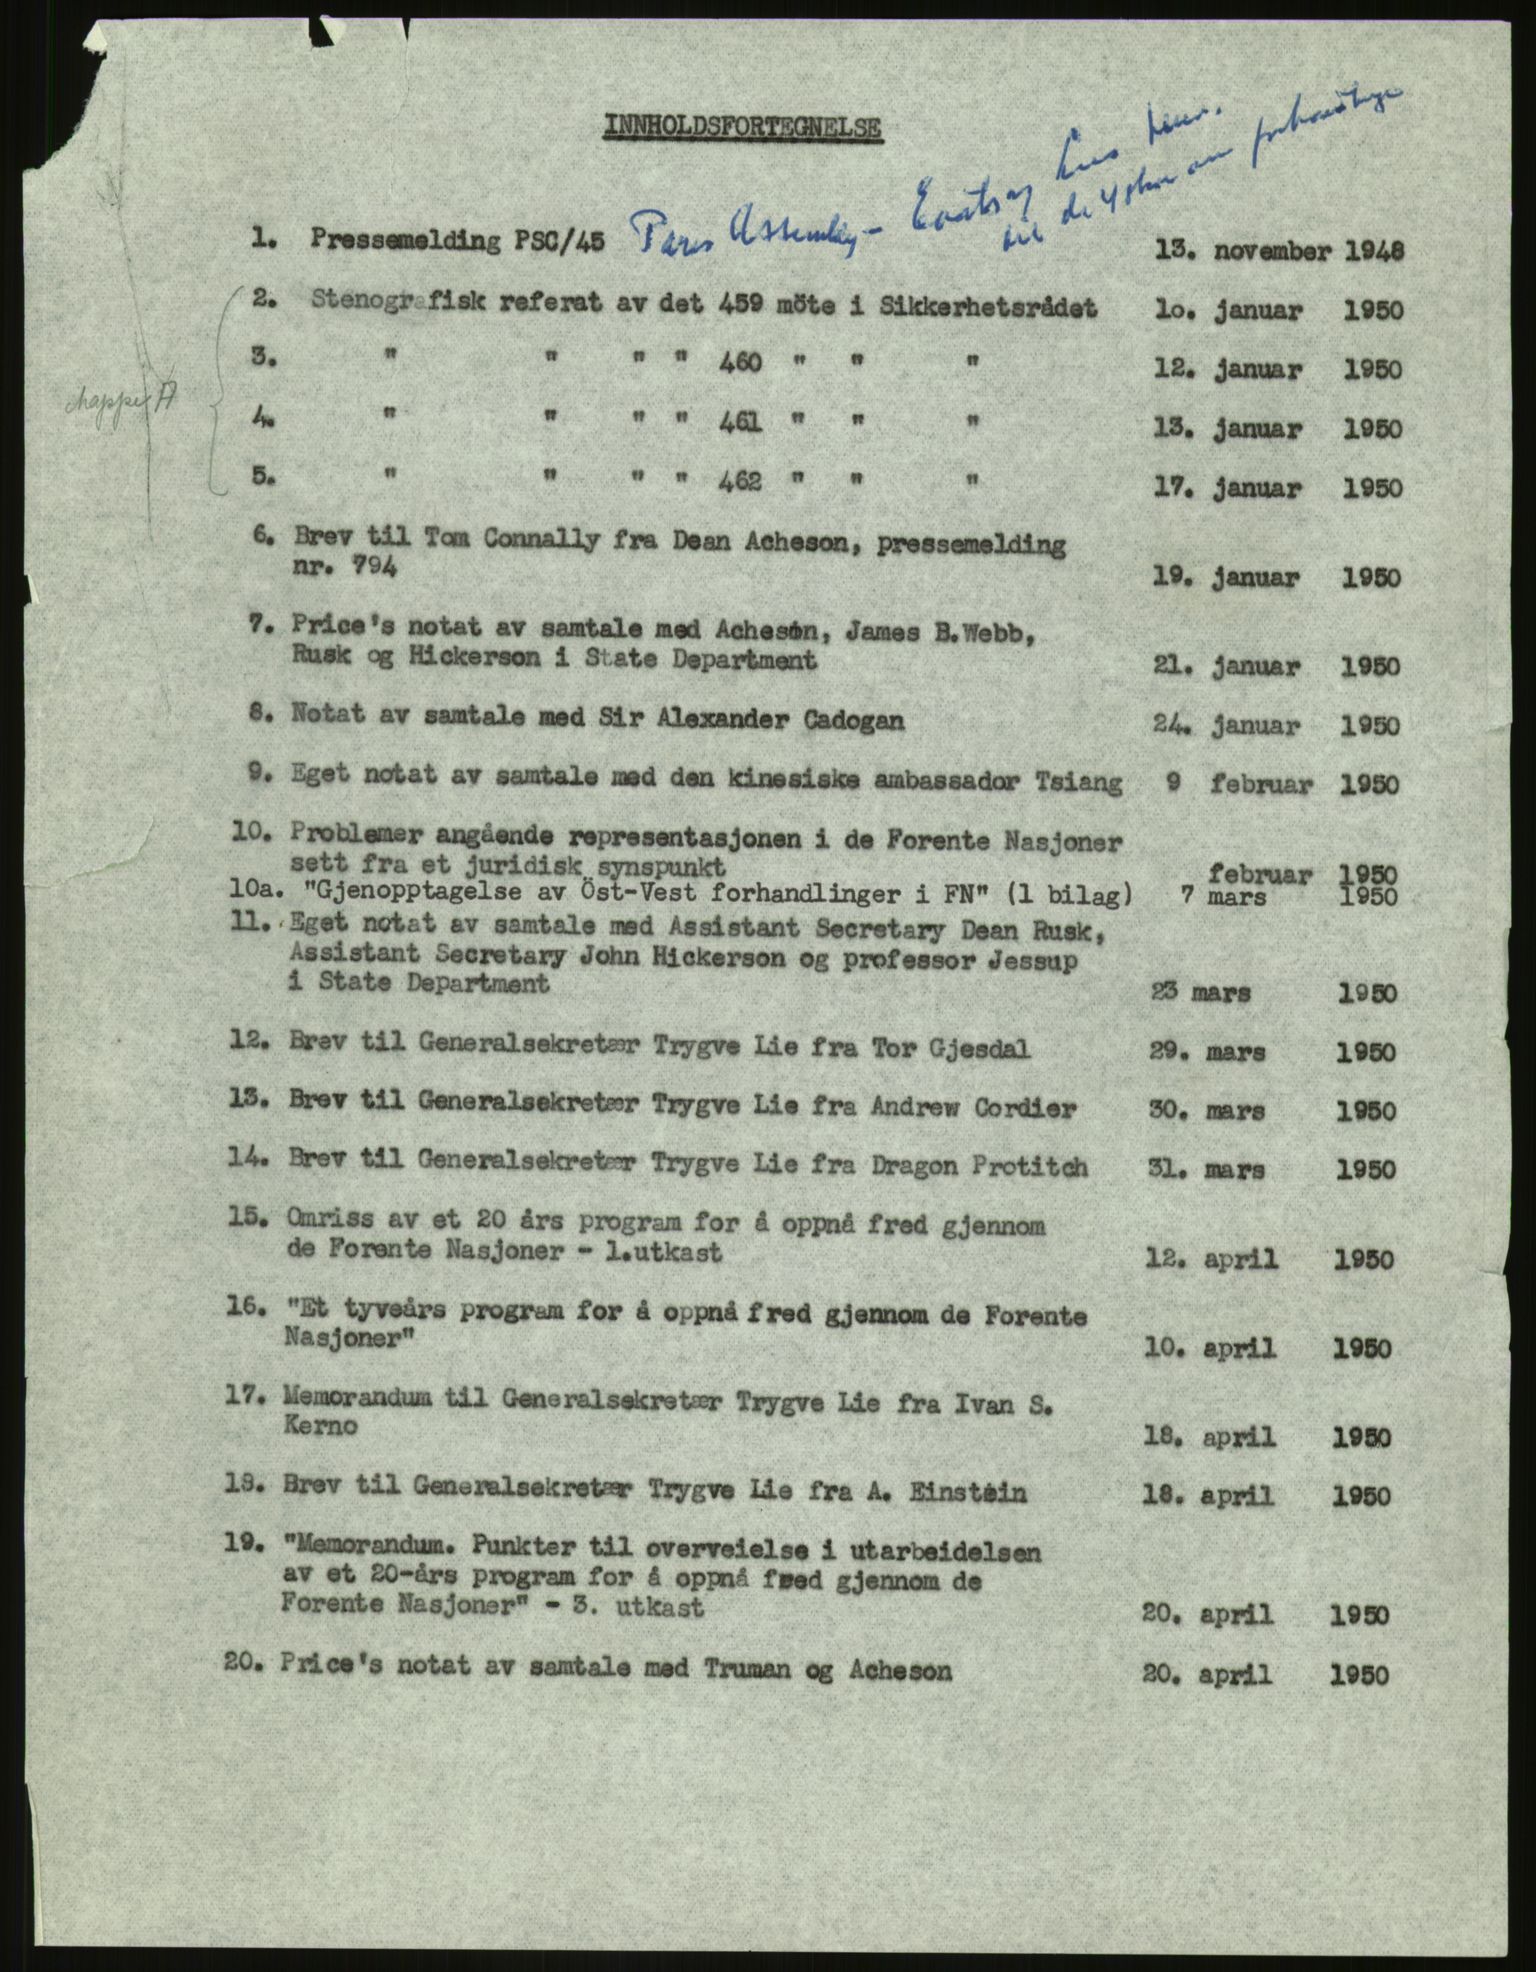 INNHOLDSFORTEGNELSE
1. Pressemelding PSC/45 Paris Assembly - 13. november 1948
2. Stenografisk referat av det 459 möte i Sikkerhetsrådet 1o. januar 1950
3. " " " " 460 " " " 12. januar 1950
4. " " " " 461 " " " 13. januar 1950
5. " " " " 462 " " " 17. januar 1950
6. Brev til Tom Connally fra Dean Acheson, pressemelding
nr. 794 19. januar 1950
7. Price's notat av samtale med Acheson, James B.Webb,
Rusk og Hickerson i State Department 21. januar 1950
8. Notat av samtale med Sir Alexander Cadogan 24. januar 1950
9. Eget notat av samtale med den kinesiske ambassador Tsiang 9 februar 1950
10. Problemer angående representasjonen i de Forente Nasjoner
sett fra et juridisk synspunkt februar 1950
10a. "Gjenopptagelse av Öst-Vest forhandlinger i FN" (1 bilag) 7 mars 1950
11. Eget notat av samtale med Assistant Secretary Dean Rusk,
Assistant Secretary John Hickerson og professor Jessup
i State Department 23 mars 1950
12. Brev til Generalsekretær Trygve Lie fra Tor Gjesdal 29. mars 1950
13. Brev til Generalsekretær Trygve Lie fra Andrew Cordier 30. mars 1950
14. Brev til Generalsekretær Trygve Lie fra Dragon Protitch 31. mars 1950
15. Omriss av et 20 års program for å oppnå fred gjennom
de Forente Nasjoner - 1.utkast 12. april 1950
16. "Et tyveårs program for å oppnå fred gjennom de Forente
Nasjoner" 10. april 1950
17. Memorandum til Generalsekretær Trygve Lie fra Ivan S.
Kerno 18. april 1950
18. Brev til Generalsekretær Trygve Lie fra A. Einstein 18. april 1950
19. "Memorandum. Punkter til overveielse i utarbeidelsen
av et 20-års program for å oppnå fred gjennom de
Forente Nasjoner" - 3. utkast 20. april 1950
20. Price's notat av samtale med Truman og Acheson 20. april 1950